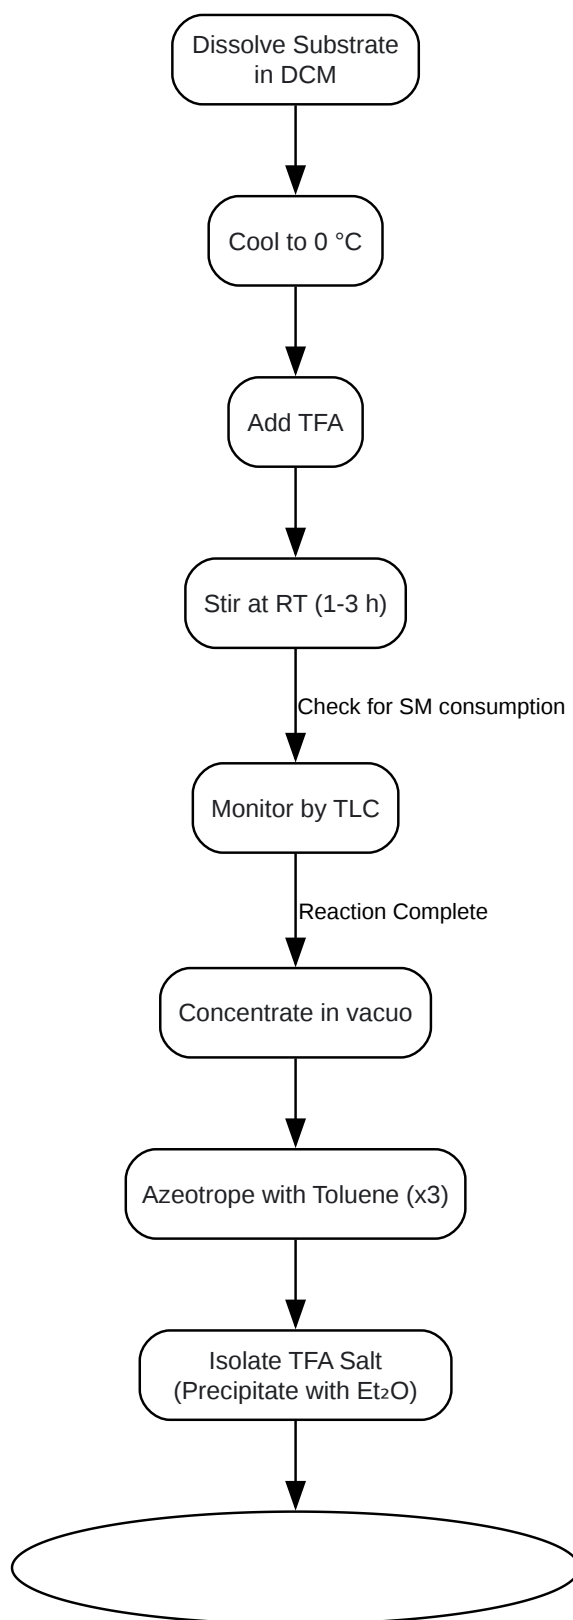 Dissolve Substrate
in DCM
Cool to 0 °C
Add TFA
Stir at RT (1-3 h)
Check for SM consumption
Monitor by TLC
Reaction Complete
Concentrate in vacuo
Azeotrope with Toluene (x3)
Isolate TFA Salt
(Precipitate with Et₂O)